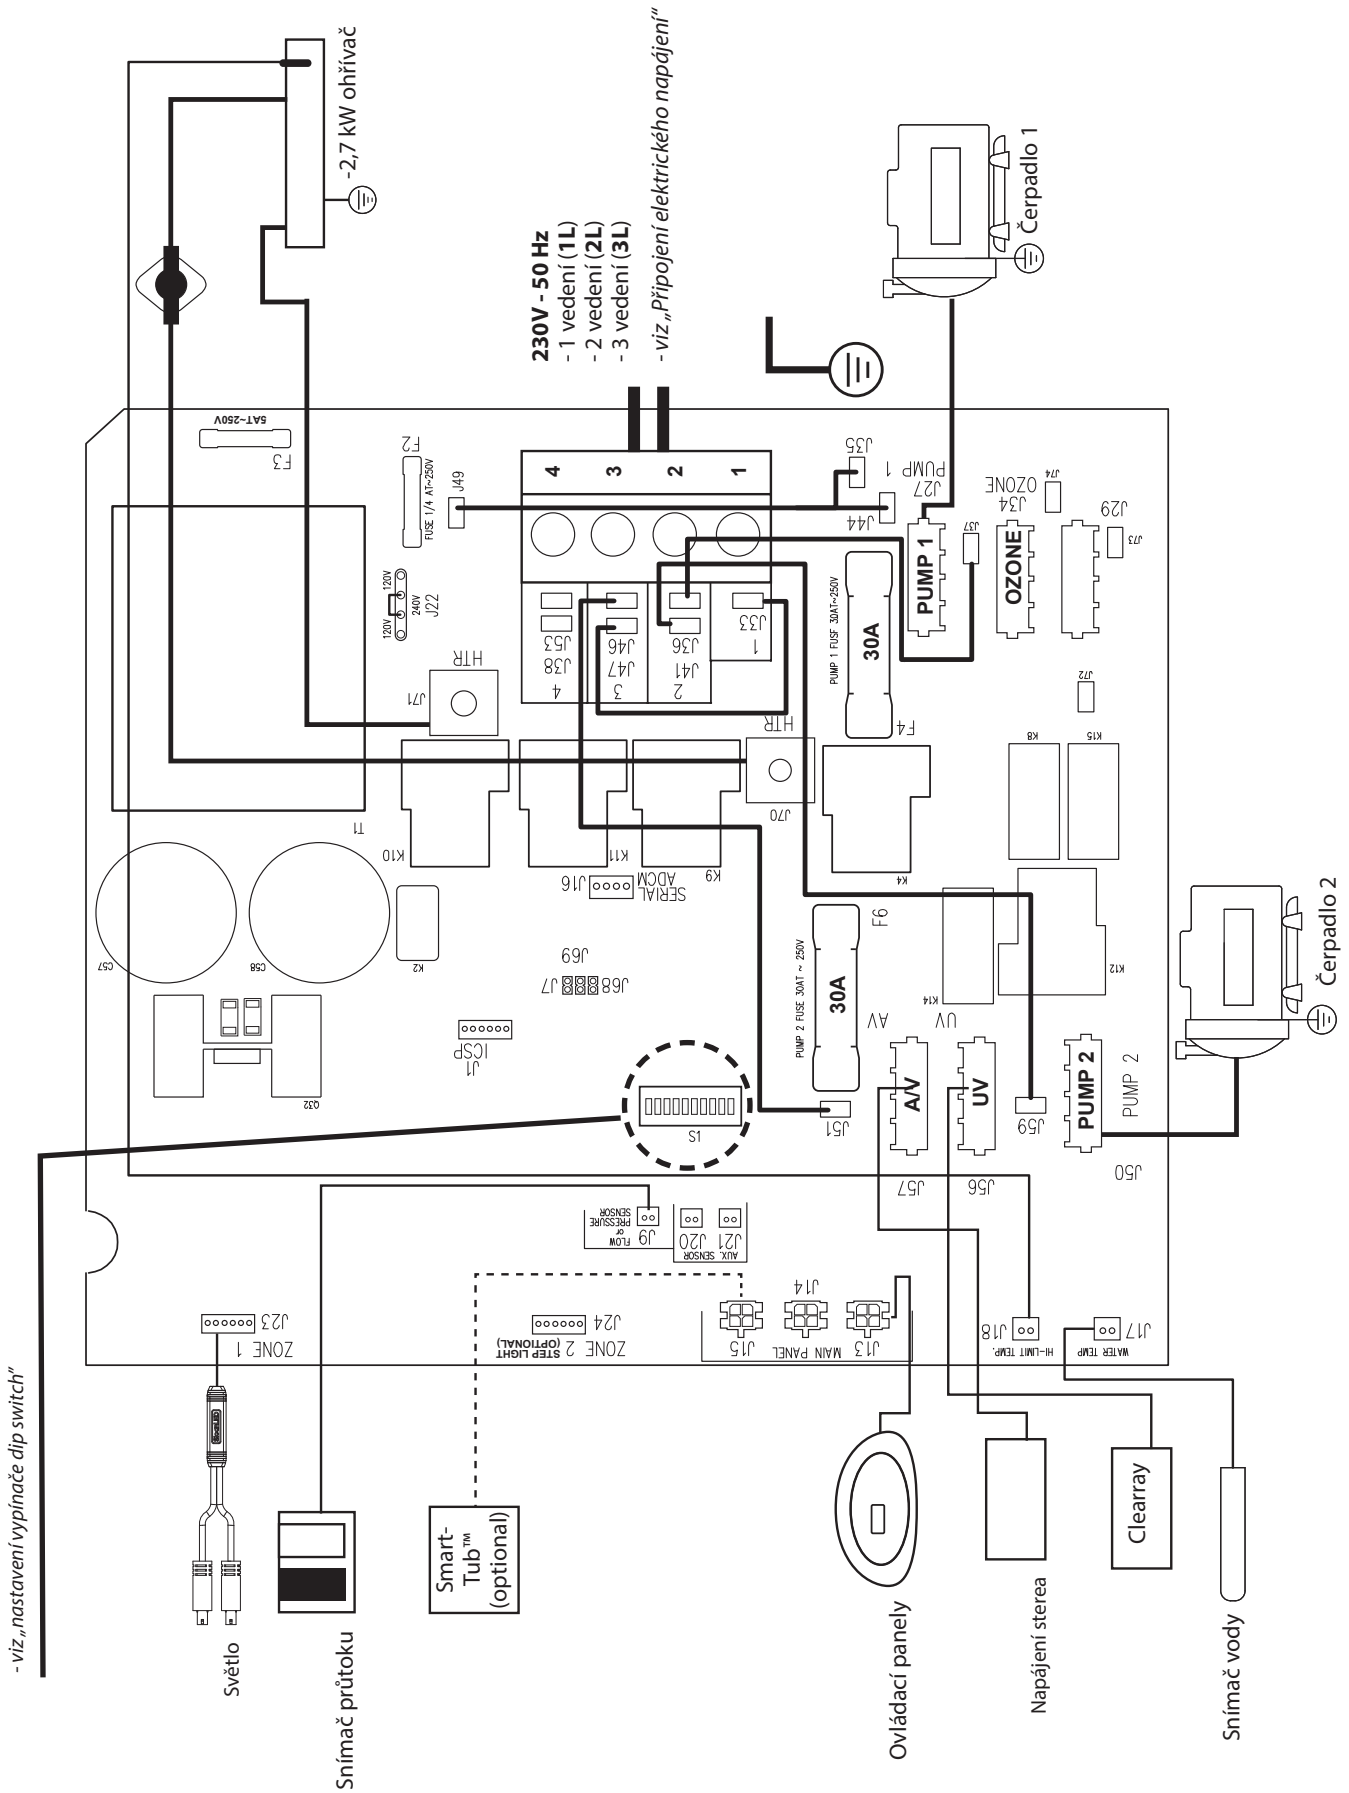 - viz „nastavení vypínače dip switch“
Světlo
Snímač průtoku
Smart-
Tub™
(optional)
Ovládací panely
Napájení sterea
Clearray
Snímač vody
J23
ZONE 1
STEP LIGHT
(OPTIONAL)
J24
ZONE 2
FLOW
or
PRESSURE
SENSOR
J9
J20
J21
AUX. SENSOR
J15
J14
J13
MAIN PANEL
J18
HI-LIMIT TEMP.
J17
WATER TEMP
C57
C58
Q32
K2
J1
ICSP
J7
J69
J68
S1
J16
SERIAL
ADCM
T1
K10
K11
K9
J51
PUMP 2 FUSE 30AT ~ 250V
30A
F6
AV
A/V
J57
UV
UV
J56
J59
PUMP 2
PUMP 2
J50
K14
K12
K4
K8
K15
J72
J71
HTR
HTR
J70
120V
240V
120V
J22
F3
5AT~250V
F2
FUSE 1/4 AT~250V
J49
4
3
2
1
J53
J38
4
J46
J47
3
J36
J41
2
J33
1
PUMP 1 FUSF 30AT~250V
30A
F4
J44
J35
PUMP 1
J27
PUMP 1
J37
OZONE
J34
OZONE
J74
J29
J73
-2,7 kW ohřívač
230V - 50 Hz
- 1 vedení (1L)
- 2 vedení (2L)
- 3 vedení (3L)
- viz „Připojení elektrického napájení“
Čerpadlo 1
Čerpadlo 2